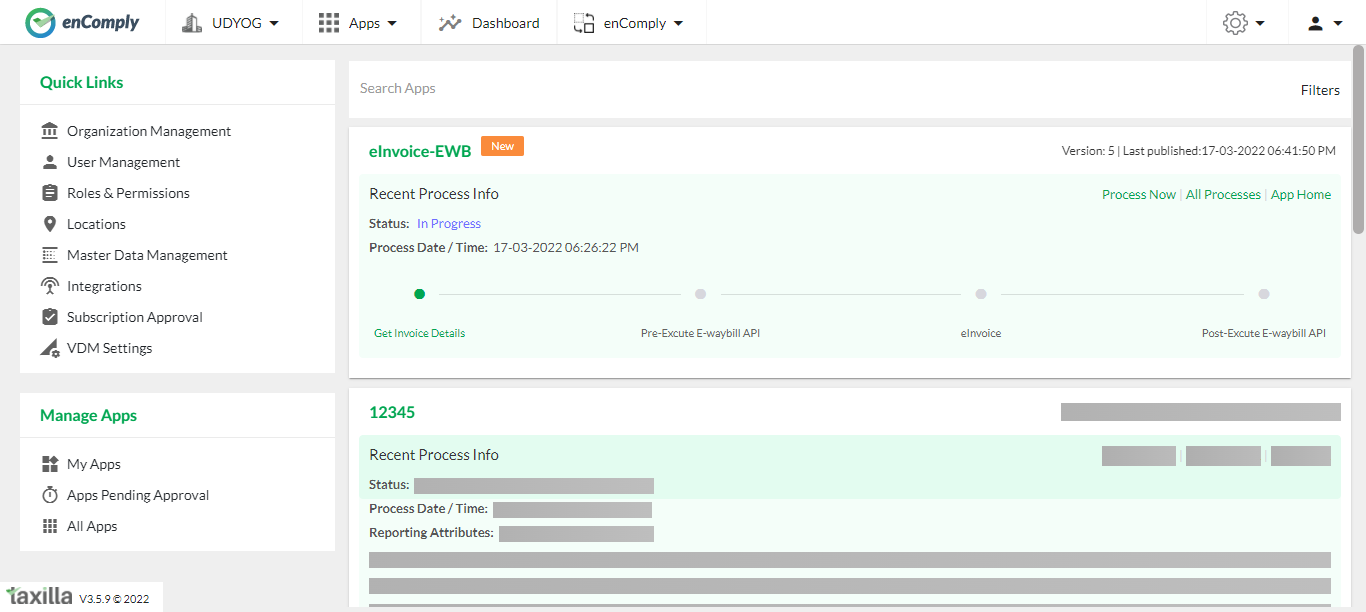 enComply UDYOG Apps Dashboard enComply
Quick Links
Organization Management
User Management
Roles & Permissions
Locations
Master Data Management
Integrations
Subscription Approval
VDM Settings
Manage Apps
My Apps
Apps Pending Approval
All Apps
taxilla V3.5.9 © 2022
Search Apps Filters
eInvoice-EWB New Version: 5 | Last published:17-03-2022 06:41:50 PM
Recent Process Info Process Now | All Processes | App Home
Status: In Progress
Process Date / Time: 17-03-2022 06:26:22 PM
Get Invoice Details Pre-Excute E-waybill API eInvoice Post-Excute E-waybill API
12345
Recent Process Info
Status:
Process Date / Time:
Reporting Attributes: